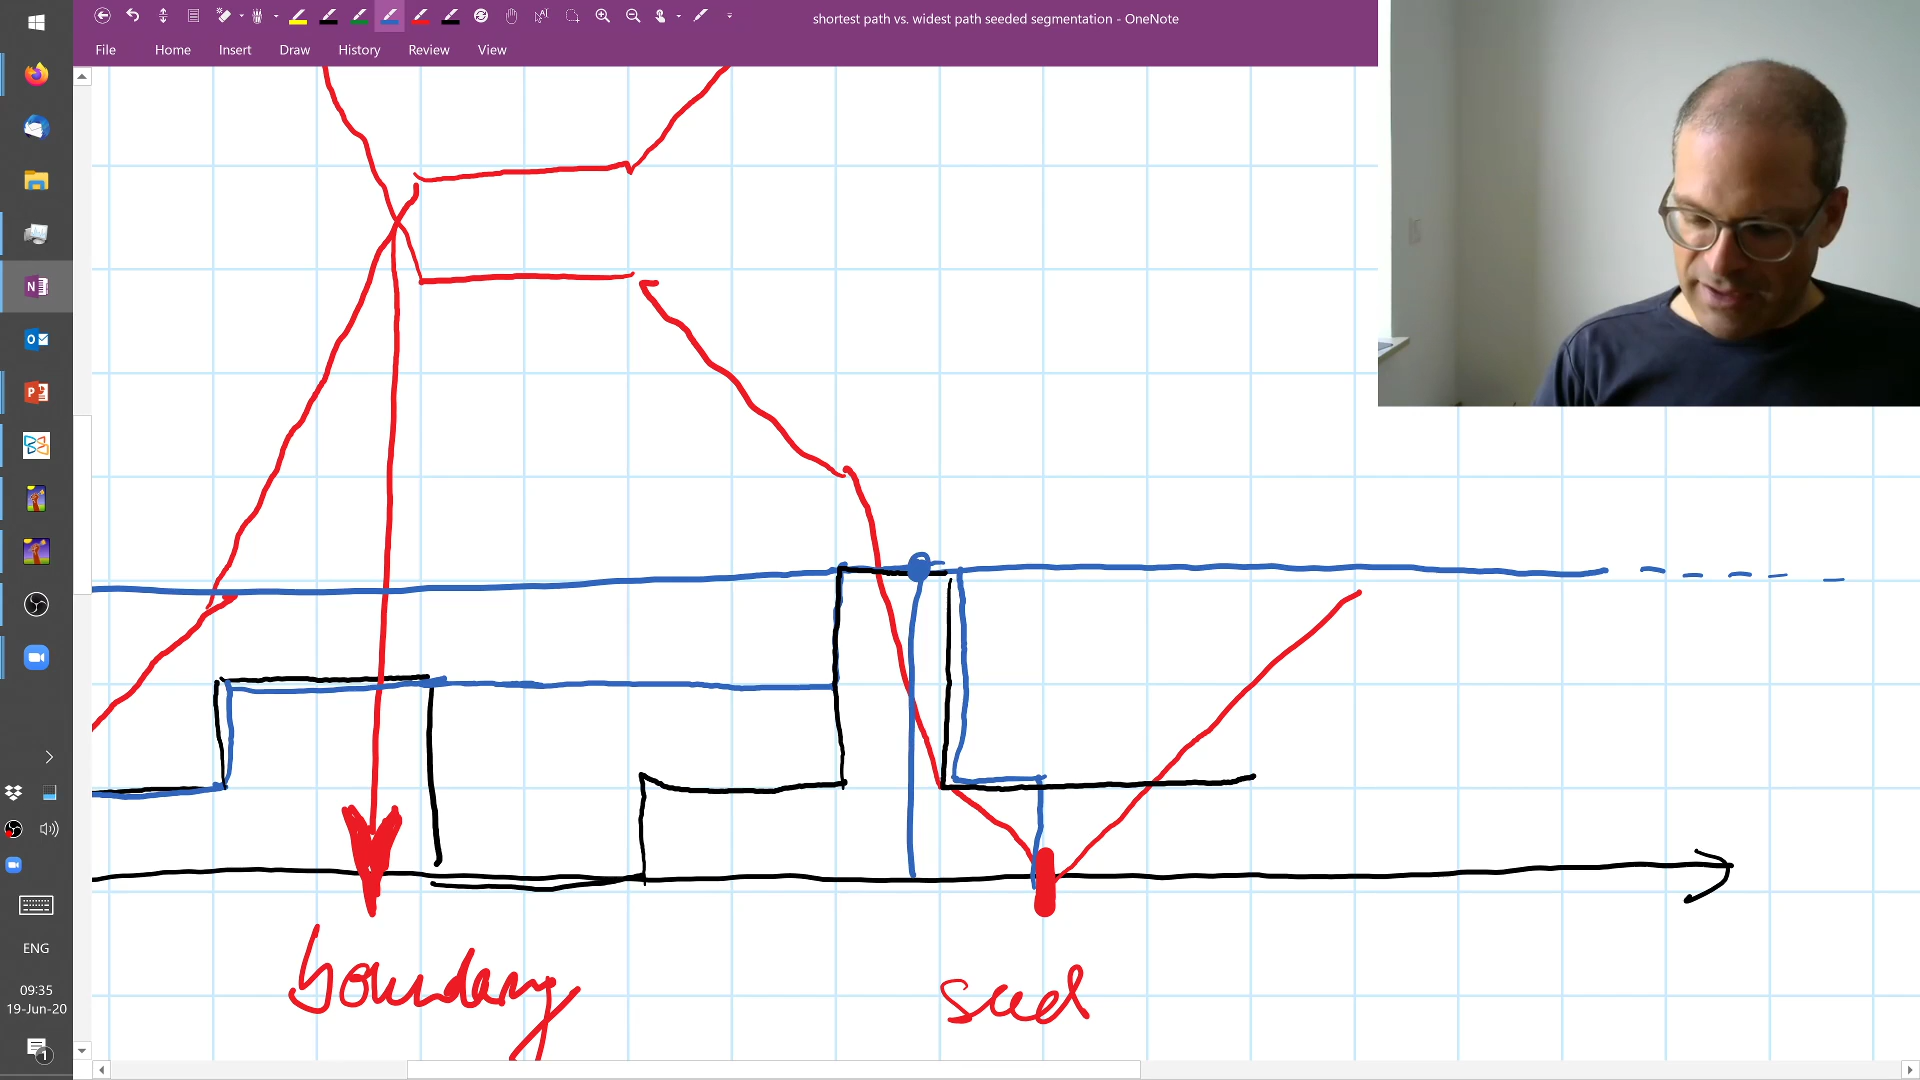 shortest path vs. widest path seeded segmentation - OneNote
File Home Insert Draw History Review View
boundary
seed
ENG
09:35
19-Jun-20
1